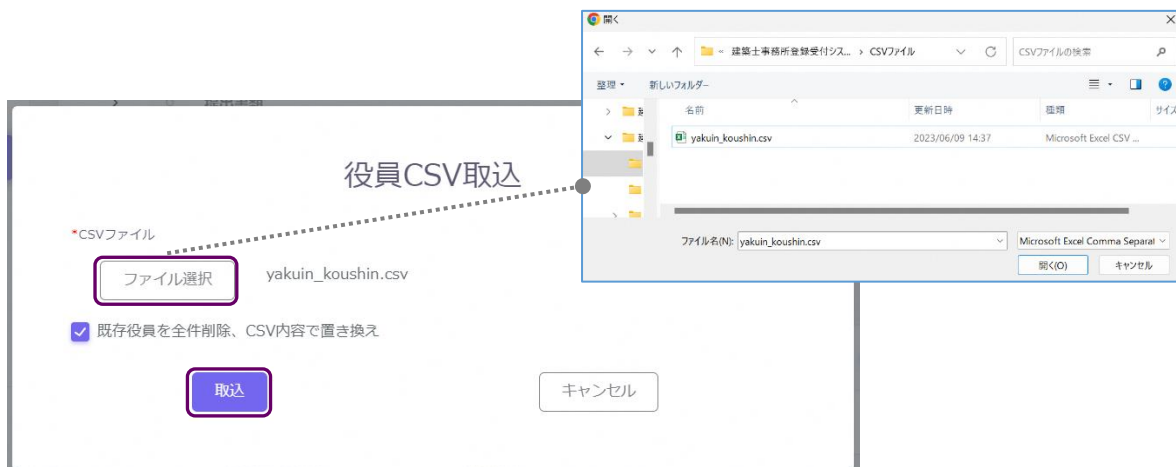 開く
« 建築士事務所登録受付シス... › CSVファイル
CSVファイルの検索
整理
新しいフォルダー
名前
更新日時
種類
サイズ
yakuin_koushin.csv
2023/06/09 14:37
Microsoft Excel CSV ...
ファイル名(N):
yakuin_koushin.csv
Microsoft Excel Comma Separat
開く(O)
キャンセル
役員CSV取込
*CSVファイル
ファイル選択
yakuin_koushin.csv
既存役員を全件削除、CSV内容で置き換え
取込
キャンセル